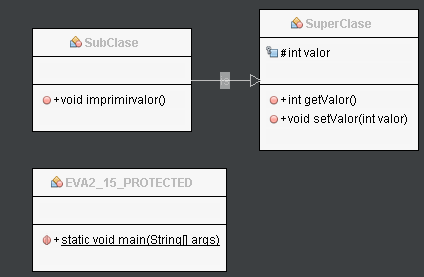 SubClase
+void imprimirvalor()
SuperClase
#int valor
+int getValor()
+void setValor(int valor)
EVA2_15_PROTECTED
+static void main(String[] args)